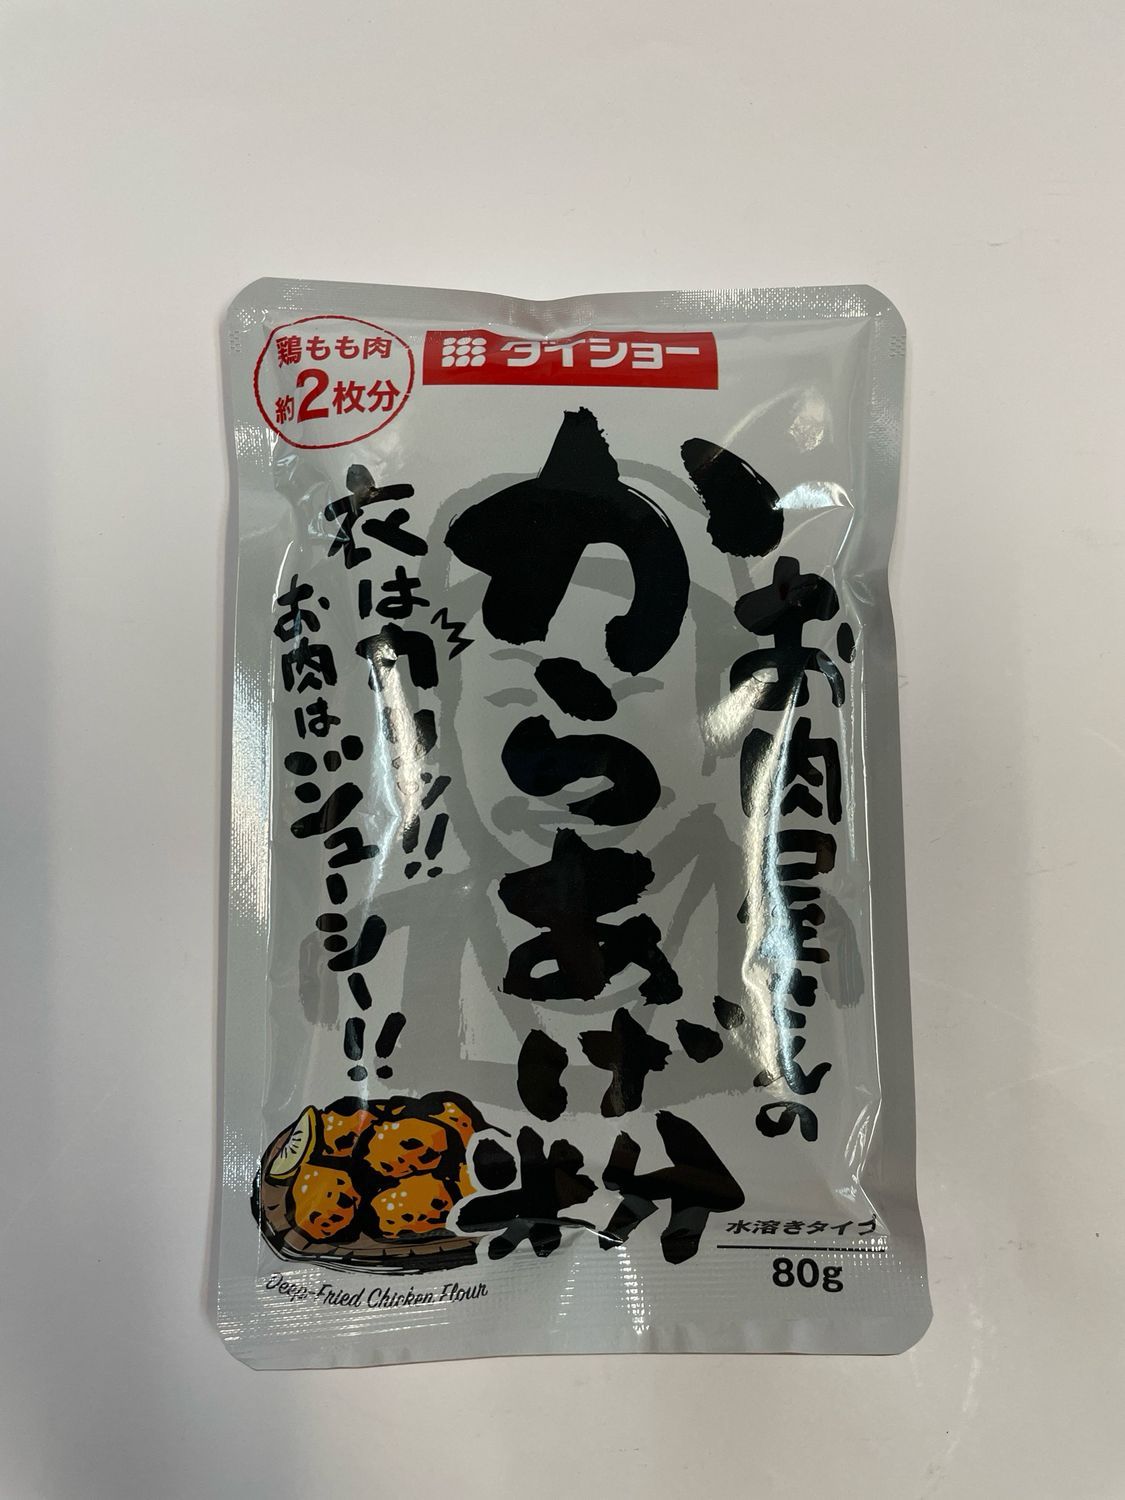 鶏もも肉
約2枚分
ダイショー
お肉屋さんの
からあげ粉
衣はカリッ!!
お肉はジューシー!!
水溶きタイプ
80g
Deep-Fried Chicken Flour